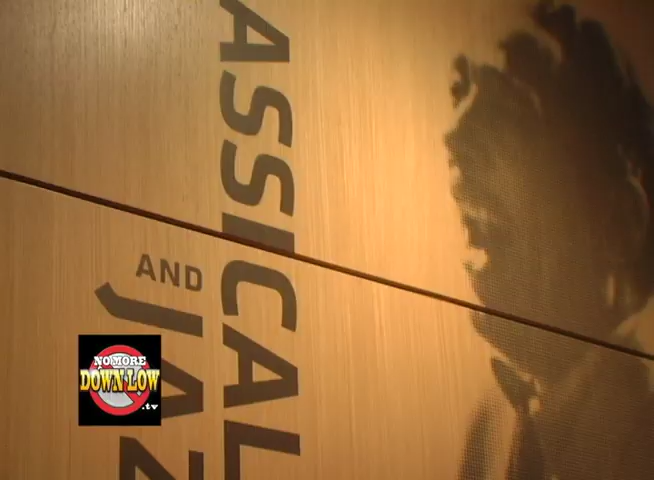 ASSICAL
AND
JAZ
NO MORE
DOWN LOW
.tv